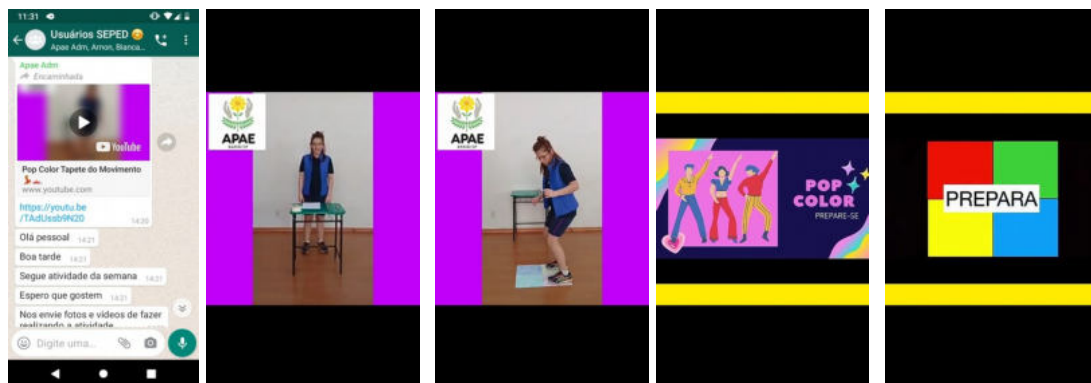 11:31
Usuários SEPED
Apae Adm, Arnon, Bianca...
Apae Adm
Encaminhada
YouTube
Pop Color Tapete do Movimento
www.youtube.com
https://youtu.be
/TAdUssb9N20
14:20
Olá pessoal 14:21
Boa tarde 14:21
Segue atividade da semana 14:21
Espero que gostem 14:21
Nos envie fotos e vídeos de fazer
realizando a atividade
Digite uma...
APAE
APAE
POP
COLOR
PREPARE-SE
PREPARA